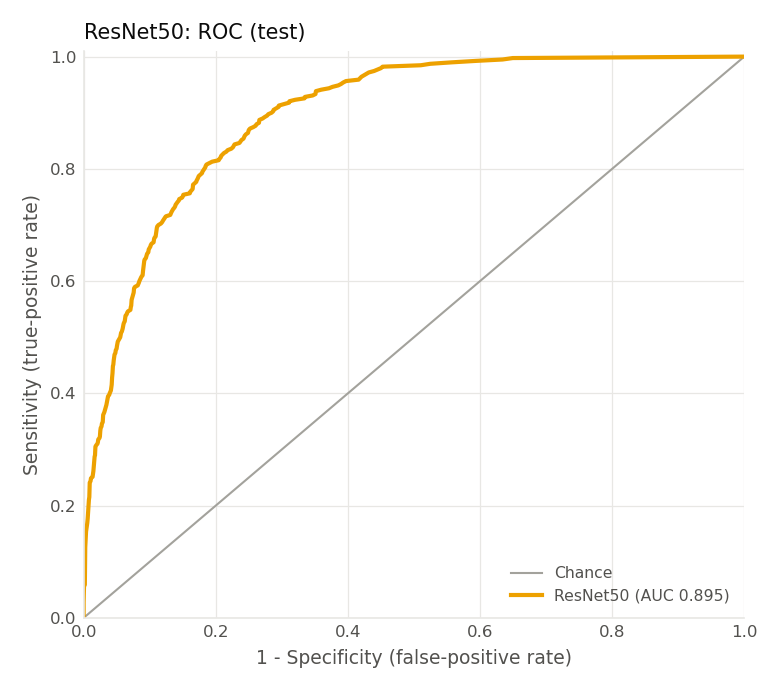 ResNet50: ROC (test)
1.0
0.8
0.6
0.4
0.2
0.0
Sensitivity (true-positive rate)
Chance
ResNet50 (AUC 0.895)
0.0 0.2 0.4 0.6 0.8 1.0
1 - Specificity (false-positive rate)